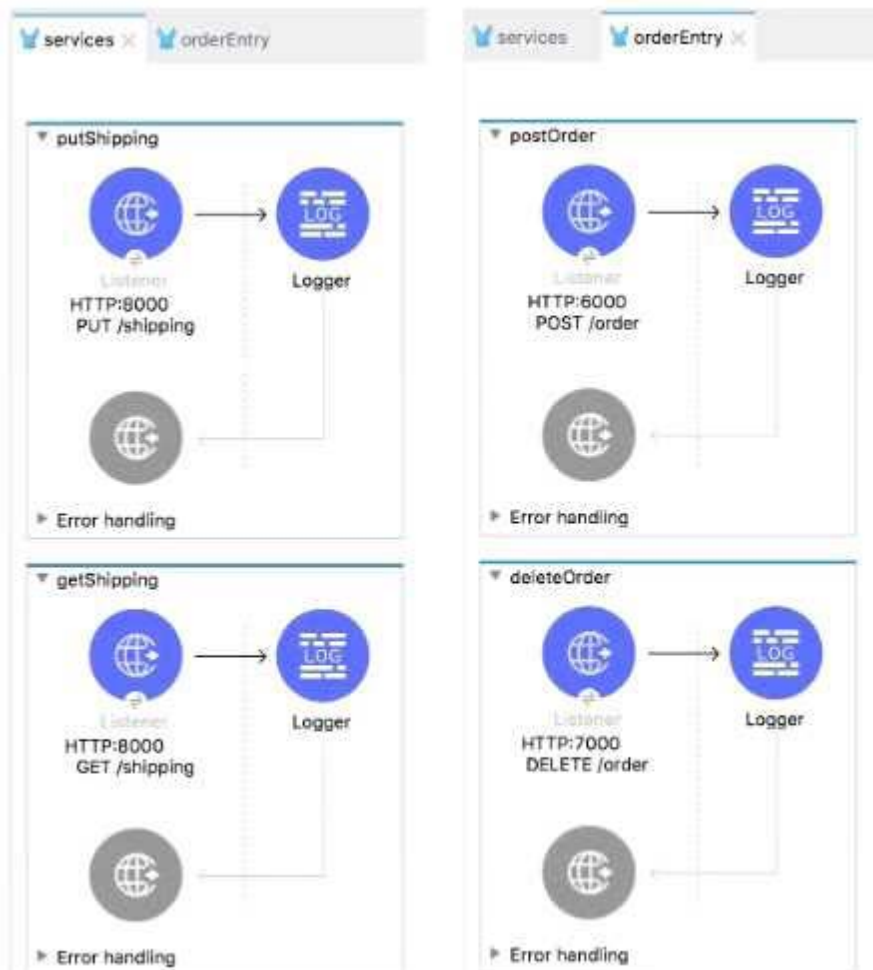 services
orderEntry
putShipping
LOG
Listener
Logger
HTTP:8000
PUT /shipping
Error handling
getShipping
LOG
Listener
Logger
HTTP:8000
GET /shipping
Error handling
services
orderEntry
postOrder
LOG
Listener
Logger
HTTP:6000
POST /order
Error handling
deleteOrder
LOG
Listener
Logger
HTTP:7000
DELETE /order
Error handling